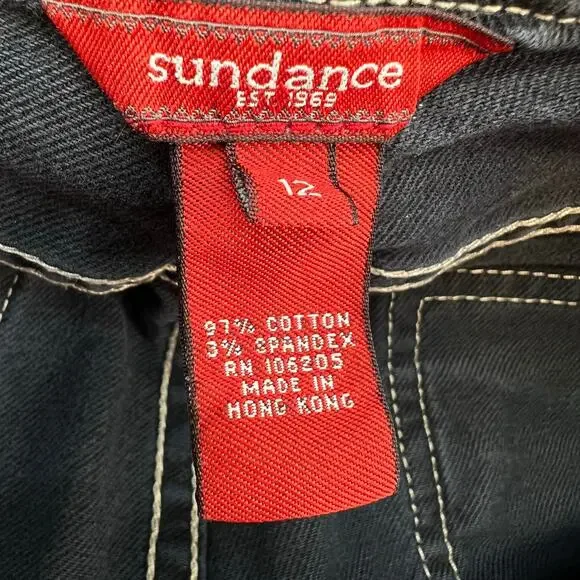 sundance
EST 1969
12
97% COTTON
3% SPANDEX
RN 106205
MADE IN
HONG KONG